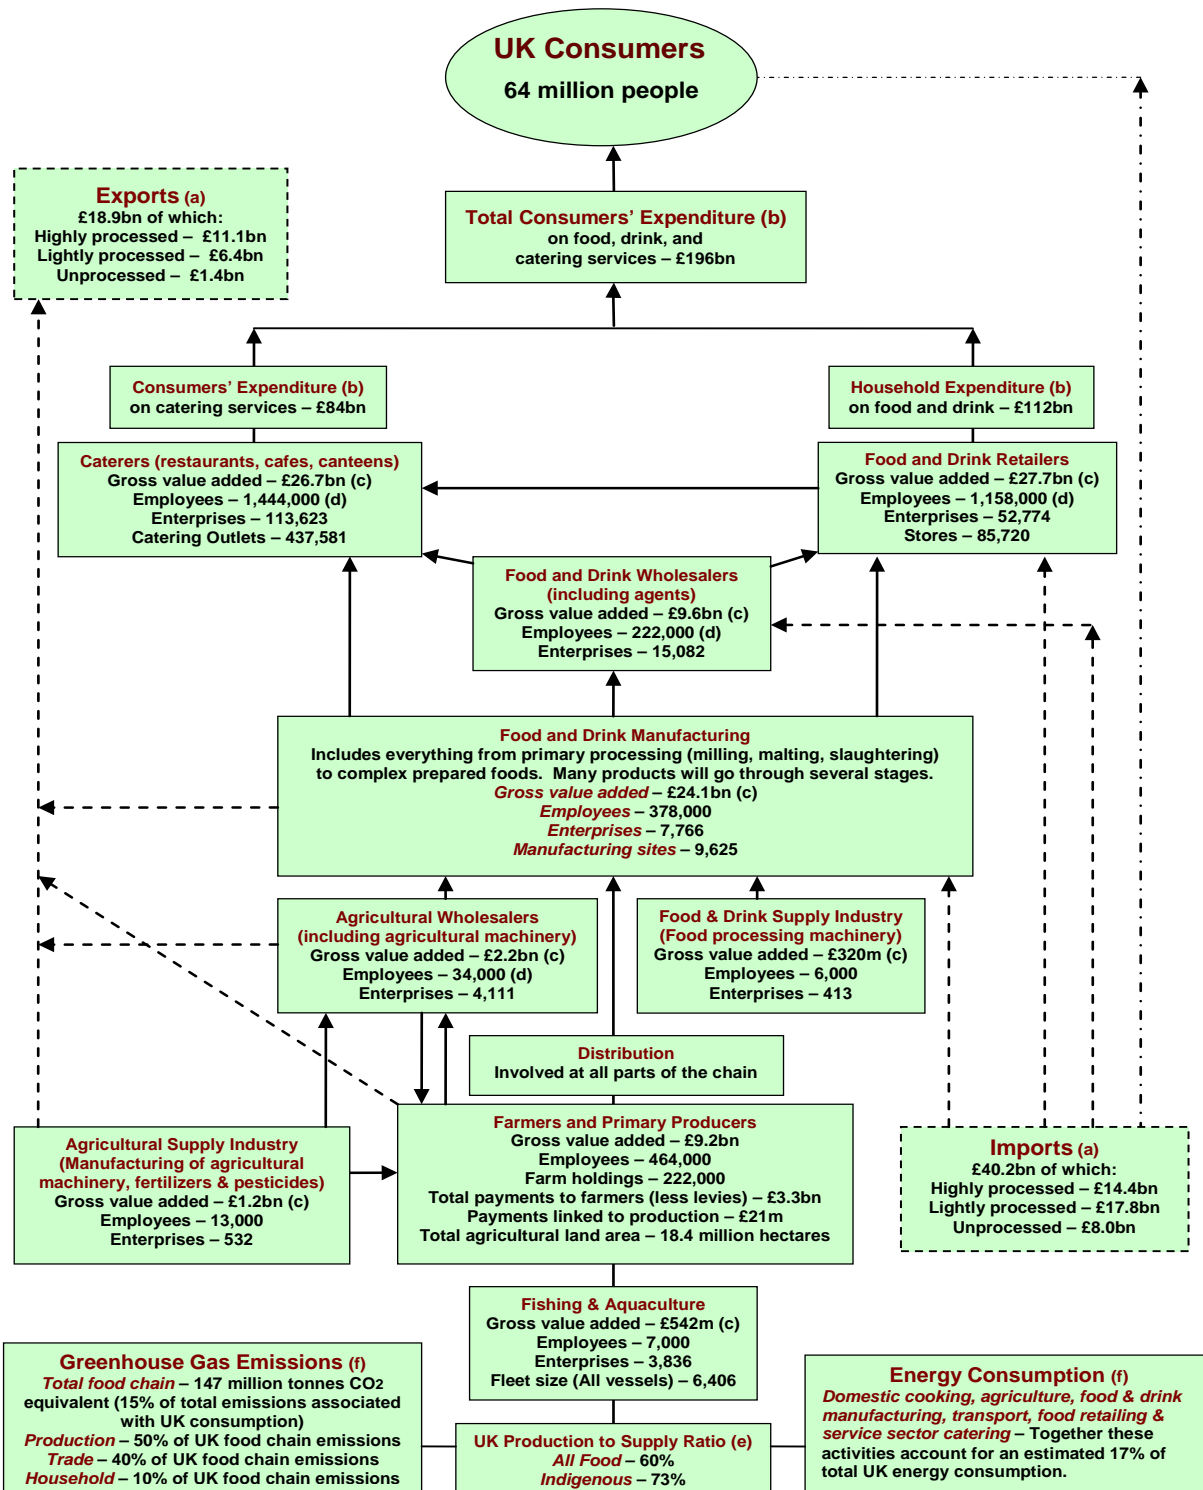 UK Consumers
64 million people
Exports (a)
£18.9bn of which:
Highly processed – £11.1bn
Lightly processed – £6.4bn
Unprocessed – £1.4bn
Total Consumers' Expenditure (b)
on food, drink, and
catering services – £196bn
Consumers' Expenditure (b)
on catering services – £84bn
Household Expenditure (b)
on food and drink – £112bn
Caterers (restaurants, cafes, canteens)
Gross value added – £26.7bn (c)
Employees – 1,444,000 (d)
Enterprises – 113,623
Catering Outlets – 437,581
Food and Drink Retailers
Gross value added – £27.7bn (c)
Employees – 1,158,000 (d)
Enterprises – 52,774
Stores – 85,720
Food and Drink Wholesalers
(including agents)
Gross value added – £9.6bn (c)
Employees – 222,000 (d)
Enterprises – 15,082
Food and Drink Manufacturing
Includes everything from primary processing (milling, malting, slaughtering)
to complex prepared foods. Many products will go through several stages.
Gross value added – £24.1bn (c)
Employees – 378,000
Enterprises – 7,766
Manufacturing sites – 9,625
Agricultural Wholesalers
(including agricultural machinery)
Gross value added – £2.2bn (c)
Employees – 34,000 (d)
Enterprises – 4,111
Food & Drink Supply Industry
(Food processing machinery)
Gross value added – £320m (c)
Employees – 6,000
Enterprises – 413
Distribution
Involved at all parts of the chain
Agricultural Supply Industry
(Manufacturing of agricultural
machinery, fertilizers & pesticides)
Gross value added – £1.2bn (c)
Employees – 13,000
Enterprises – 532
Farmers and Primary Producers
Gross value added – £9.2bn
Employees – 464,000
Farm holdings – 222,000
Total payments to farmers (less levies) – £3.3bn
Payments linked to production – £21m
Total agricultural land area – 18.4 million hectares
Imports (a)
£40.2bn of which:
Highly processed – £14.4bn
Lightly processed – £17.8bn
Unprocessed – £8.0bn
Fishing & Aquaculture
Gross value added – £542m (c)
Employees – 7,000
Enterprises – 3,836
Fleet size (All vessels) – 6,406
Greenhouse Gas Emissions (f)
Total food chain – 147 million tonnes CO2
equivalent (15% of total emissions associated
with UK consumption)
Production – 50% of UK food chain emissions
Trade – 40% of UK food chain emissions
Household – 10% of UK food chain emissions
UK Production to Supply Ratio (e)
All Food – 60%
Indigenous – 73%
Energy Consumption (f)
Domestic cooking, agriculture, food & drink
manufacturing, transport, food retailing &
service sector catering – Together these
activities account for an estimated 17% of
total UK energy consumption.